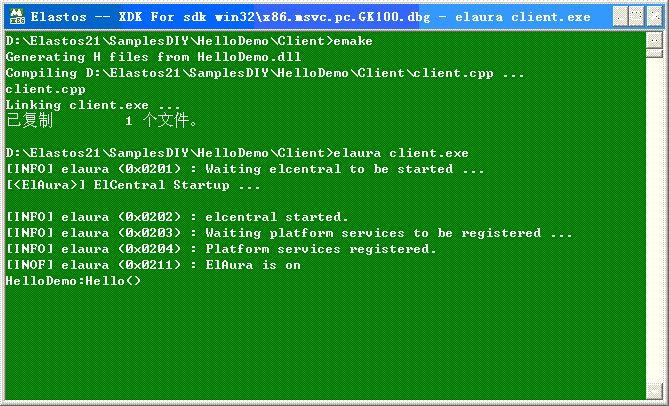 Elastos -- XDK For sdk win32\x86.msvc.pc.GK100.dbg - elaura client.exe
D:\Elastos21\SamplesDIY\HelloDemo\Client>emake
Generating H files from HelloDemo.dll
Compiling D:\Elastos21\SamplesDIY\HelloDemo\Client\client.cpp ...
client.cpp
Linking client.exe ...
已复制         1 个文件。
D:\Elastos21\SamplesDIY\HelloDemo\Client>elaura client.exe
[INFO] elaura (0x0201) : Waiting elcentral to be started ...
[<ElAura>] ElCentral Startup ...
[INFO] elaura (0x0202) : elcentral started.
[INFO] elaura (0x0203) : Waiting platform services to be registered ...
[INFO] elaura (0x0204) : Platform services registered.
[INOF] elaura (0x0211) : ElAura is on
HelloDemo:Hello()